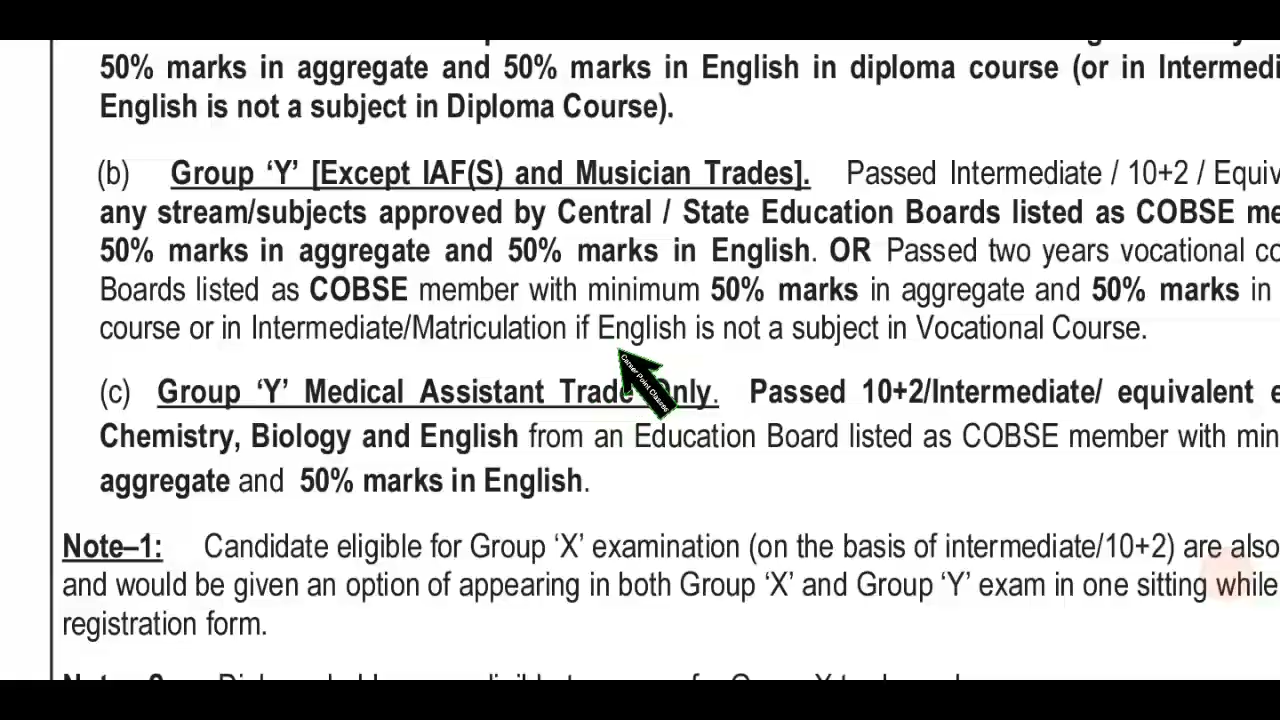 50% marks in aggregate and 50% marks in English in diploma course (or in
English is not a subject in Diploma Course).
(b) Group ‘Y’ [Except IAF(S) and Musician Trades]. Passed Intermediate / 10+2 /
any stream/subjects approved by Central / State Education Boards listed as COBSE
50% marks in aggregate and 50% marks in English. OR Passed two years vocational
Boards listed as COBSE member with minimum 50% marks in aggregate and 50% marks in
course or in Intermediate/Matriculation if English is not a subject in Vocational Course.
Career Point Classes
(c) Group ‘Y’ Medical Assistant Trade Only. Passed 10+2/Intermediate/ equivalent
Chemistry, Biology and English from an Education Board listed as COBSE member with
aggregate and 50% marks in English.
Note–1: Candidate eligible for Group ‘X’ examination (on the basis of intermediate/10+2) are also
and would be given an option of appearing in both Group ‘X’ and Group ‘Y’ exam in one sitting while
registration form.